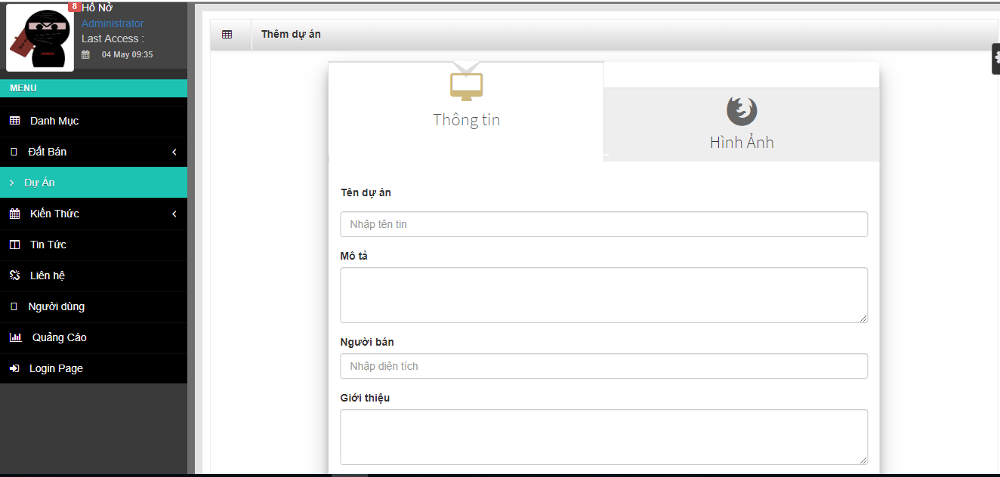 8
Hồ Nở
Administrator
Last Access :
04 May 09:35
MENU
Danh Mục
Đất Bán
Dự Án
Kiến Thức
Tin Tức
Liên hệ
Người dùng
Quảng Cáo
Login Page
Thêm dự án
Thông tin
Hình Ảnh
Tên dự án
Nhập tên tin
Mô tả
Người bán
Nhập diện tích
Giới thiệu